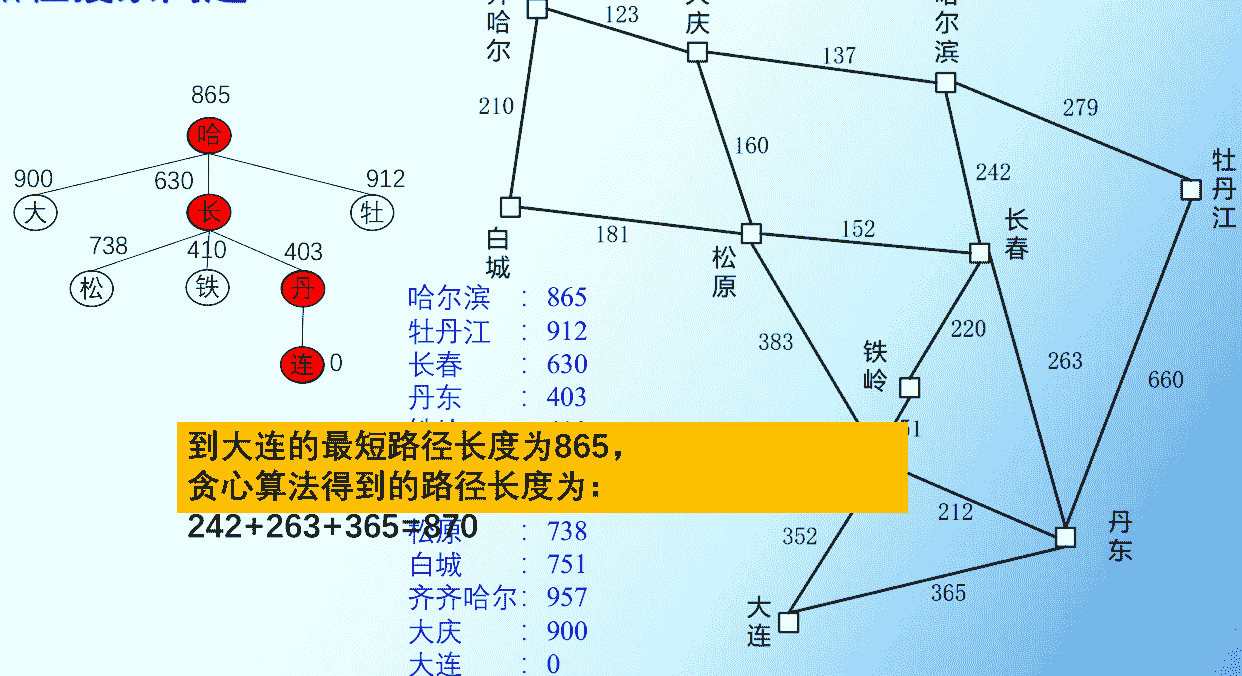 865
哈
900
630
912
大
长
牡
738
410
403
松
铁
丹
连
0
哈尔
123
庆
137
尔滨
279
210
160
242
牡丹江
长春
181
152
白城
松原
383
220
铁岭
263
660
哈尔滨 : 865
牡丹江 : 912
长春 : 630
丹东 : 403
到大连的最短路径长度为865，
贪心算法得到的路径长度为：
242+263+365=870
松原 : 738
白城 : 751
齐齐哈尔: 957
大庆 : 900
大连 : 0
352
212
丹东
365
大连